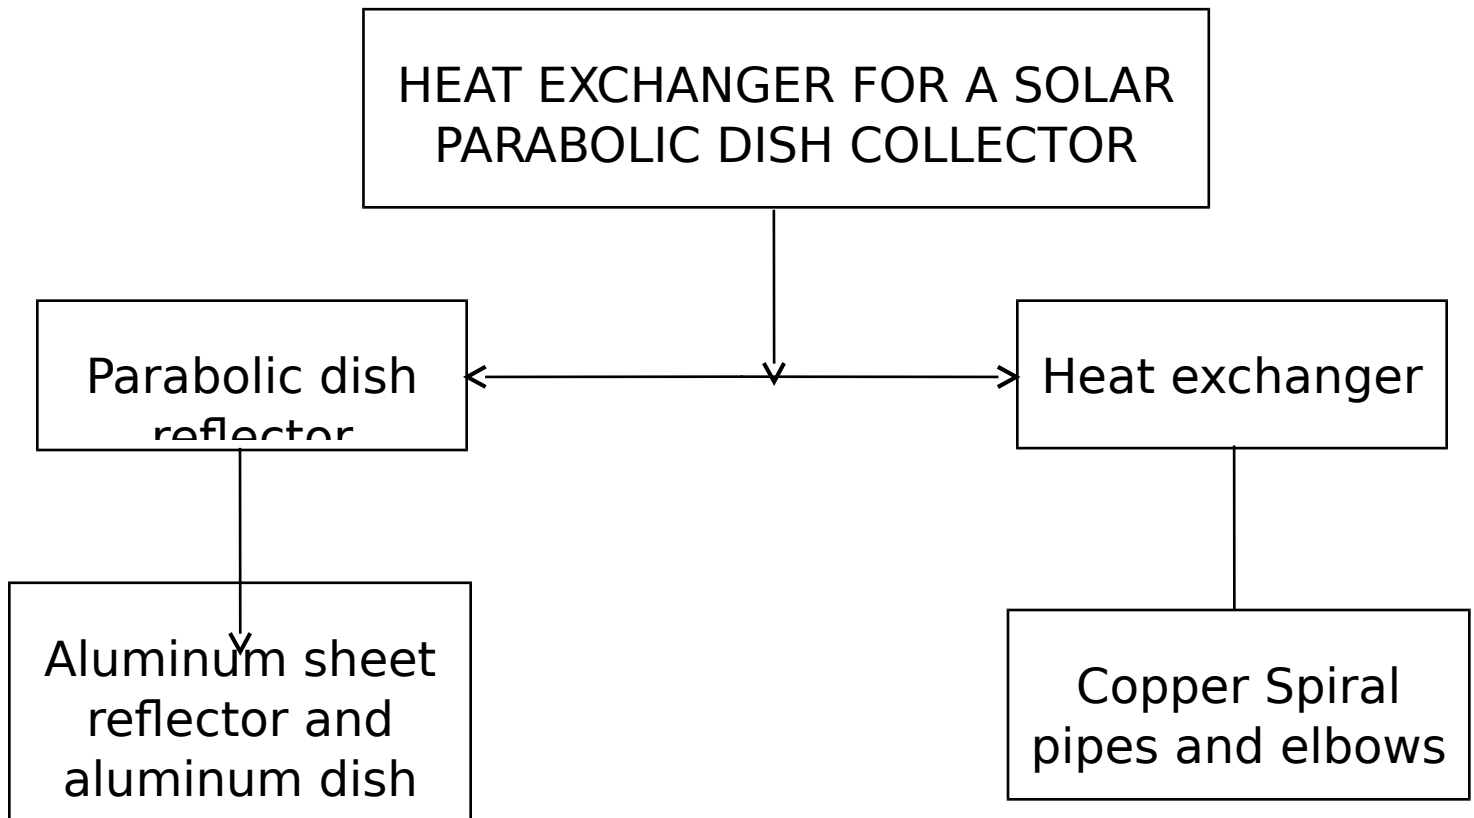 HEAT EXCHANGER FOR A SOLAR
PARABOLIC DISH COLLECTOR
Parabolic dish
reflector
Heat exchanger
Aluminum sheet
reflector and
aluminum dish
Copper Spiral
pipes and elbows